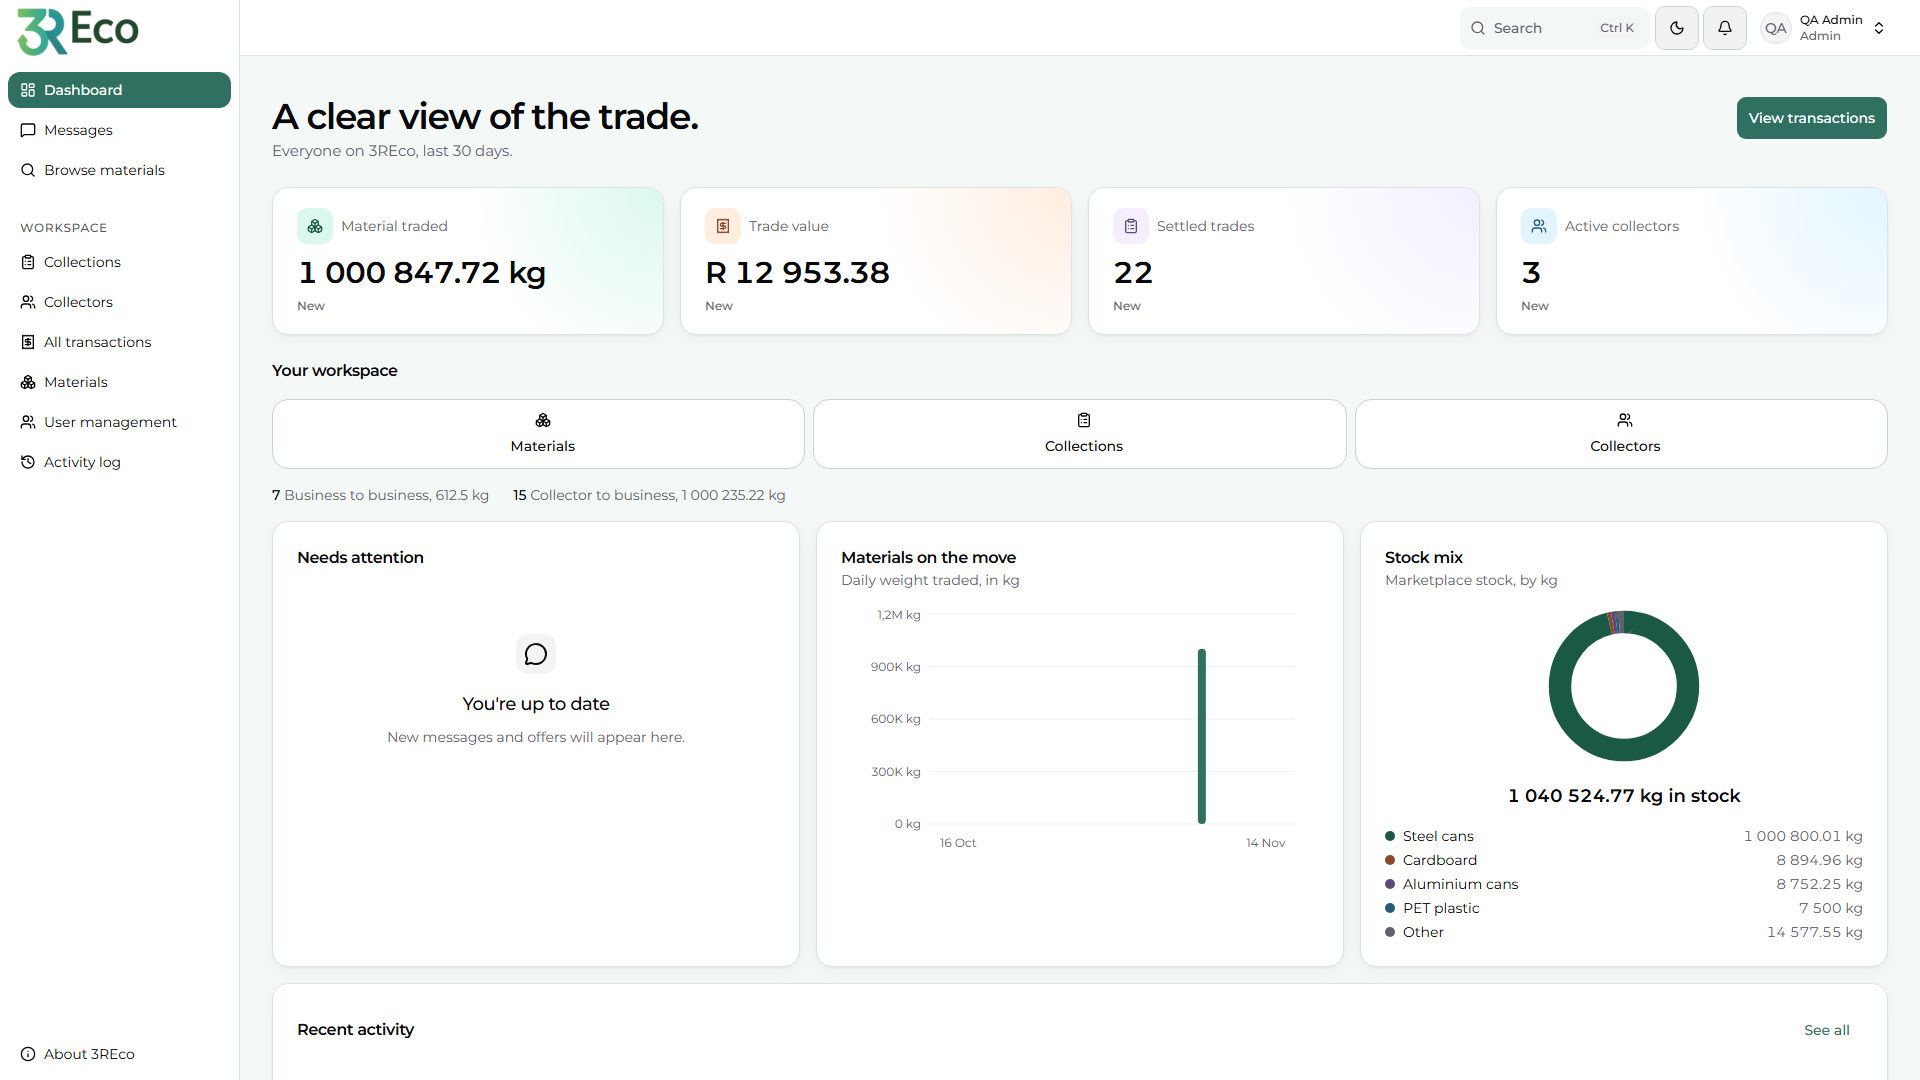 3REco
Search Ctrl K
QA
QA Admin
Admin
Dashboard
Messages
Browse materials
WORKSPACE
Collections
Collectors
All transactions
Materials
User management
Activity log
About 3REco
A clear view of the trade.
Everyone on 3REco, last 30 days.
View transactions
Material traded
1 000 847.72 kg
New
Trade value
R 12 953.38
New
Settled trades
22
New
Active collectors
3
New
Your workspace
Materials
Collections
Collectors
7 Business to business, 612.5 kg 15 Collector to business, 1 000 235.22 kg
Needs attention
You're up to date
New messages and offers will appear here.
Materials on the move
Daily weight traded, in kg
1,2M kg
900K kg
600K kg
300K kg
0 kg
16 Oct 14 Nov
Stock mix
Marketplace stock, by kg
1 040 524.77 kg in stock
Steel cans 1 000 800.01 kg
Cardboard 8 894.96 kg
Aluminium cans 8 752.25 kg
PET plastic 7 500 kg
Other 14 577.55 kg
Recent activity
See all